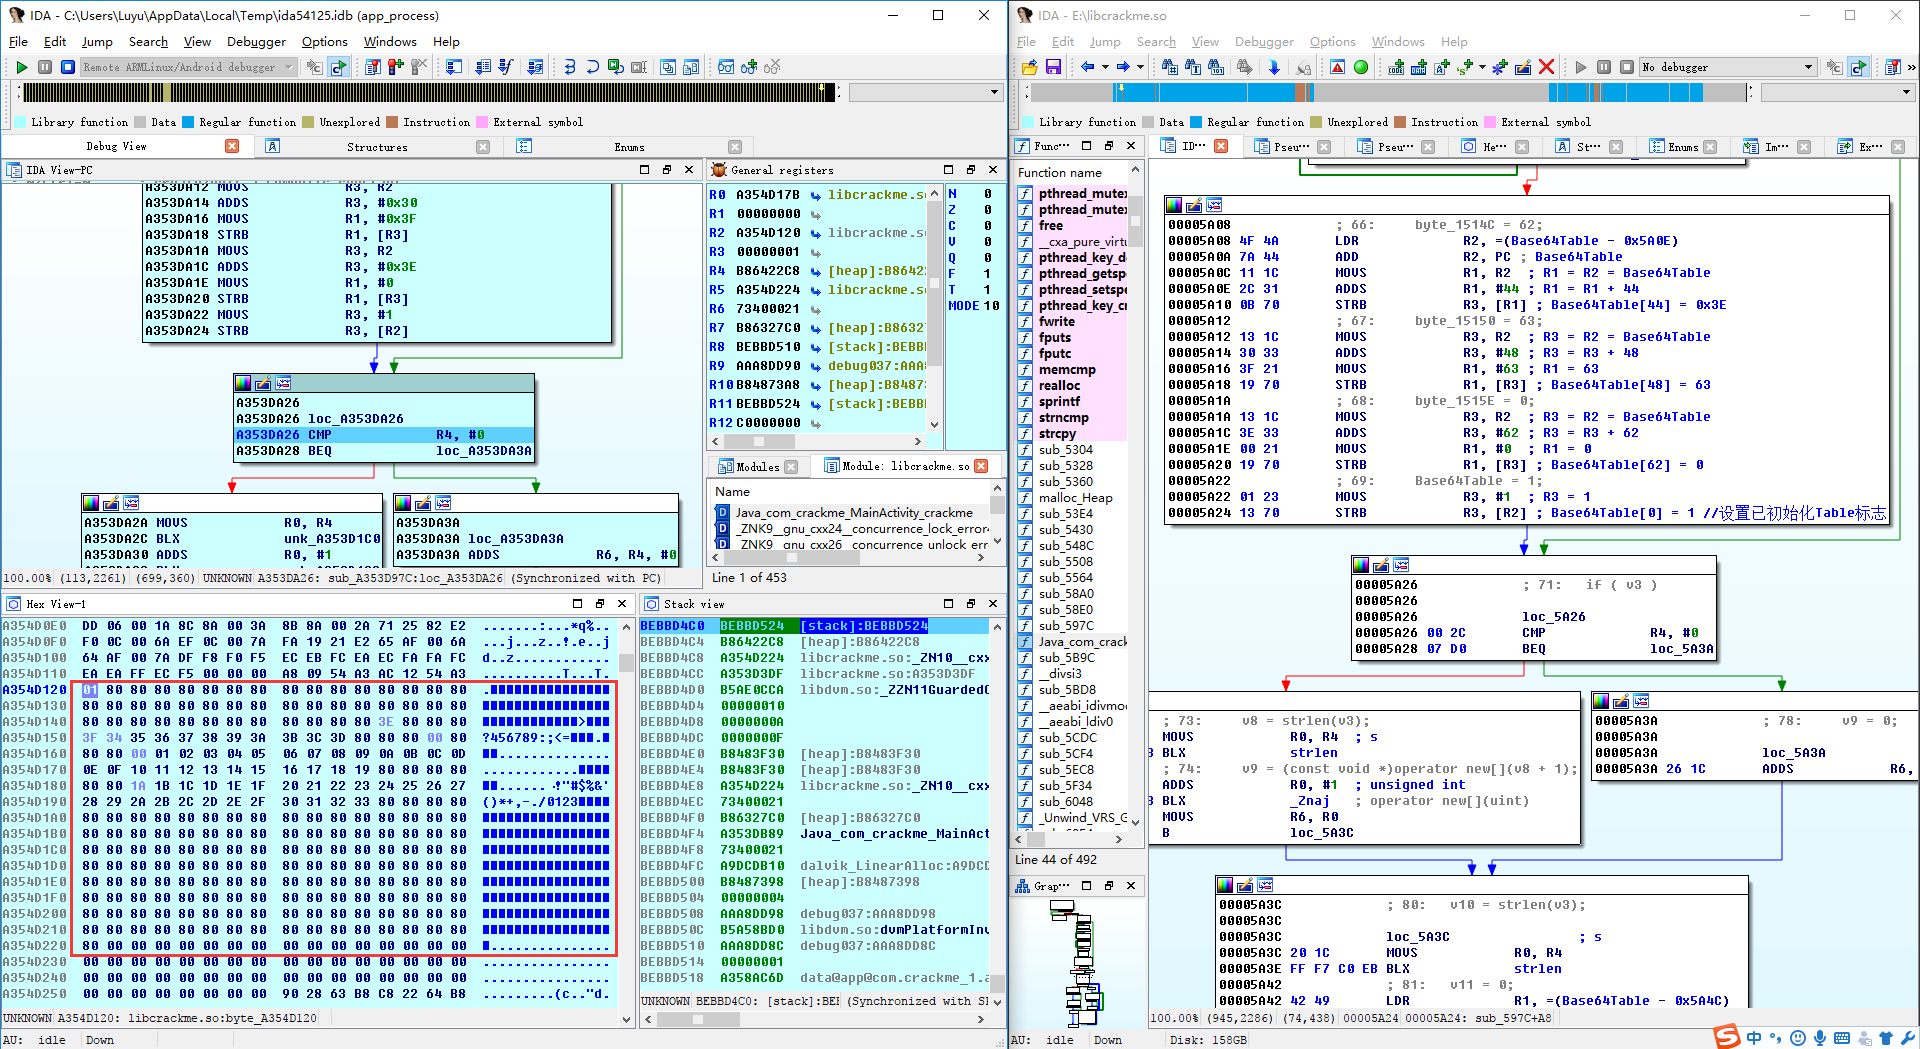 IDA - C:\Users\Luyu\AppData\Local\Temp\ida54125.idb (app_process)
File Edit Jump Search View Debugger Options Windows Help
Remote ARMLinux/Android debugger
Library function Data Regular function Unexplored Instruction External symbol
Debug View Structures Enums
IDA View-PC
A353DA12 MOVS R3, R2
A353DA14 ADDS R3, #0x30
A353DA16 MOVS R1, #0x3F
A353DA18 STRB R1, [R3]
A353DA1A MOVS R3, R2
A353DA1C ADDS R3, #0x3E
A353DA1E MOVS R1, #0
A353DA20 STRB R1, [R3]
A353DA22 MOVS R3, #1
A353DA24 STRB R3, [R2]
A353DA26
A353DA26 loc_A353DA26
A353DA26 CMP R4, #0
A353DA28 BEQ loc_A353DA3A
A353DA2A MOVS R0, R4
A353DA2C BLX unk_A353D1C0
A353DA30 ADDS R0, #1
A353DA3A
A353DA3A loc_A353DA3A
A353DA3A ADDS R6, R4, #0
100.00% (113,2261) (699,360) UNKNOWN A353DA26: sub_A353D97C:loc_A353DA26 (Synchronized with PC)
General registers
R0 A354D17B libcrackme.so
R1 00000000
R2 A354D120 libcrackme.so
R3 00000001
R4 B86422C8 [heap]:B86422
R5 A354D224 libcrackme.so
R6 73400021
R7 B86327C0 [heap]:B8632
R8 BEBBD510 [stack]:BEBB
R9 AAA8DD90 debug037:AAA8
R10 B84873A8 [heap]:B8487
R11 BEBBD524 [stack]:BEBB
R12 C0000000
N 0
Z 0
C 0
V 0
Q 0
F 1
T 1
MODE 10
Modules Module: libcrackme.so
Name
Java_com_crackme_MainActivity_crackme
_ZNK9__gnu_cxx24__concurrence_lock_error4
_ZNK9__gnu_cxx26__concurrence_unlock_err
Line 1 of 453
Hex View-1
A354D0E0 DD 06 00 1A 8C 8A 00 3A 8B 8A 00 2A 71 25 82 E2 .......:...*q%..
A354D0F0 F0 0C 00 6A EF 0C 00 7A FA 19 21 E2 65 AF 00 6A ...j...z..!.e..j
A354D100 64 AF 00 7A DF F8 F0 F5 EC EB FC EA EC FA FA FC d..z............
A354D110 EA EA FF EC F5 00 00 00 A8 09 54 A3 AC 12 54 A3 ..........T...T.
A354D120 01 80 80 80 80 80 80 80 80 80 80 80 80 80 80 80
A354D130 80 80 80 80 80 80 80 80 80 80 80 80 80 80 80 80
A354D140 80 80 80 80 80 80 80 80 80 80 80 80 3E 80 80 80
A354D150 3F 34 35 36 37 38 39 3A 3B 3C 3D 80 80 80 00 80 ?456789:;<=
A354D160 80 80 00 01 02 03 04 05 06 07 08 09 0A 0B 0C 0D
A354D170 0E 0F 10 11 12 13 14 15 16 17 18 19 80 80 80 80
A354D180 80 80 1A 1B 1C 1D 1E 1F 20 21 22 23 24 25 26 27 !"#$%&'
A354D190 28 29 2A 2B 2C 2D 2E 2F 30 31 32 33 80 80 80 80 ()*+,-./0123
A354D1A0 80 80 80 80 80 80 80 80 80 80 80 80 80 80 80 80
A354D1B0 80 80 80 80 80 80 80 80 80 80 80 80 80 80 80 80
A354D1C0 80 80 80 80 80 80 80 80 80 80 80 80 80 80 80 80
A354D1D0 80 80 80 80 80 80 80 80 80 80 80 80 80 80 80 80
A354D1E0 80 80 80 80 80 80 80 80 80 80 80 80 80 80 80 80
A354D1F0 80 80 80 80 80 80 80 80 80 80 80 80 80 80 80 80
A354D200 80 80 80 80 80 80 80 80 80 80 80 80 80 80 80 80
A354D210 80 80 80 80 80 80 80 80 80 80 80 80 80 80 80 80
A354D220 80 00 00 00 00 00 00 00 00 00 00 00 00 00 00 00
A354D230 00 00 00 00 00 00 00 00 00 00 00 00 00 00 00 00 ................
A354D240 00 00 00 00 00 00 00 00 00 00 00 00 00 00 00 00 ................
A354D250 00 00 00 00 00 00 00 00 90 28 63 B8 C8 22 64 B8 .........(c.."d.
UNKNOWN A354D120: libcrackme.so:byte_A354D120
Stack view
BEBBD4C0 BEBBD524 [stack]:BEBBD524
BEBBD4C4 B86422C8 [heap]:B86422C8
BEBBD4C8 A354D224 libcrackme.so:_ZN10__cxx
BEBBD4CC A353D3DF libcrackme.so:A353D3DF
BEBBD4D0 B5AE0CCA libdvm.so:_ZZN11GuardedC
BEBBD4D4 00000010
BEBBD4D8 0000000A
BEBBD4DC 0000000F
BEBBD4E0 B8483F30 [heap]:B8483F30
BEBBD4E4 B8483F30 [heap]:B8483F30
BEBBD4E8 A354D224 libcrackme.so:_ZN10__cxx
BEBBD4EC 73400021
BEBBD4F0 B86327C0 [heap]:B86327C0
BEBBD4F4 A353DB89 Java_com_crackme_MainAct
BEBBD4F8 73400021
BEBBD4FC A9DCDB10 dalvik_LinearAlloc:A9DCD
BEBBD500 B8487398 [heap]:B8487398
BEBBD504 00000004
BEBBD508 AAA8DD98 debug037:AAA8DD98
BEBBD50C B5A58BD0 libdvm.so:dvmPlatformInv
BEBBD510 AAA8DD8C debug037:AAA8DD8C
BEBBD514 00000001
BEBBD518 A358AC6D data@app@com.crackme_1.a
UNKNOWN BEBBD4C0: [stack]:BEB (Synchronized with SP
AU: idle Down
IDA - E:\libcrackme.so
File Edit Jump Search View Debugger Options Windows Help
No debugger
Library function Data Regular function Unexplored Instruction External symbol
Func··· ID··· Pseu··· Pseu··· He··· St··· Enums Im··· Ex···
Function name
pthread_mutex
pthread_mutex
free
__cxa_pure_virtu
pthread_key_de
pthread_getspe
pthread_setspe
pthread_key_cr
fwrite
fputs
fputc
memcmp
realloc
sprintf
strncmp
strcpy
sub_5304
sub_5328
sub_5360
malloc_Heap
sub_53E4
sub_5430
sub_548C
sub_5508
sub_5564
sub_58A0
sub_58E0
sub_597C
Java_com_crack
sub_5B9C
__divsi3
sub_5BD8
__aeabi_idivmod
__aeabi_ldiv0
sub_5CDC
sub_5CF4
sub_5EC8
sub_5F34
sub_6048
_Unwind_VRS_G
Line 44 of 492
Grap···
00005A08 ; 66: byte_1514C = 62;
00005A08 4F 4A LDR R2, =(Base64Table - 0x5A0E)
00005A0A 7A 44 ADD R2, PC ; Base64Table
00005A0C 11 1C MOVS R1, R2 ; R1 = R2 = Base64Table
00005A0E 2C 31 ADDS R1, #44 ; R1 = R1 + 44
00005A10 0B 70 STRB R3, [R1] ; Base64Table[44] = 0x3E
00005A12 ; 67: byte_15150 = 63;
00005A12 13 1C MOVS R3, R2 ; R3 = R2 = Base64Table
00005A14 30 33 ADDS R3, #48 ; R3 = R3 + 48
00005A16 3F 21 MOVS R1, #63 ; R1 = 63
00005A18 19 70 STRB R1, [R3] ; Base64Table[48] = 63
00005A1A ; 68: byte_1515E = 0;
00005A1A 13 1C MOVS R3, R2 ; R3 = R2 = Base64Table
00005A1C 3E 33 ADDS R3, #62 ; R3 = R3 + 62
00005A1E 00 21 MOVS R1, #0 ; R1 = 0
00005A20 19 70 STRB R1, [R3] ; Base64Table[62] = 0
00005A22 ; 69: Base64Table = 1;
00005A22 01 23 MOVS R3, #1 ; R3 = 1
00005A24 13 70 STRB R3, [R2] ; Base64Table[0] = 1 //设置已初始化Table标志
00005A26 ; 71: if ( v3 )
00005A26
00005A26 loc_5A26
00005A26 00 2C CMP R4, #0
00005A28 07 D0 BEQ loc_5A3A
; 73: v8 = strlen(v3);
MOVS R0, R4 ; s
BLX strlen
; 74: v9 = (const void *)operator new[](v8 + 1);
ADDS R0, #1 ; unsigned int
BLX _Znaj ; operator new[](uint)
MOVS R6, R0
B loc_5A3C
00005A3A ; 78: v9 = 0;
00005A3A
00005A3A loc_5A3A
00005A3A 26 1C ADDS R6,
00005A3C ; 80: v10 = strlen(v3);
00005A3C
00005A3C loc_5A3C ; s
00005A3C 20 1C MOVS R0, R4
00005A3E FF F7 C0 EB BLX strlen
00005A42 ; 81: v11 = 0;
00005A42 42 49 LDR R1, =(Base64Table - 0x5A4C)
100.00% (945,2286) (74,438) 00005A24 00005A24: sub_597C+A8
AU: idle Down Disk: 158GB
中